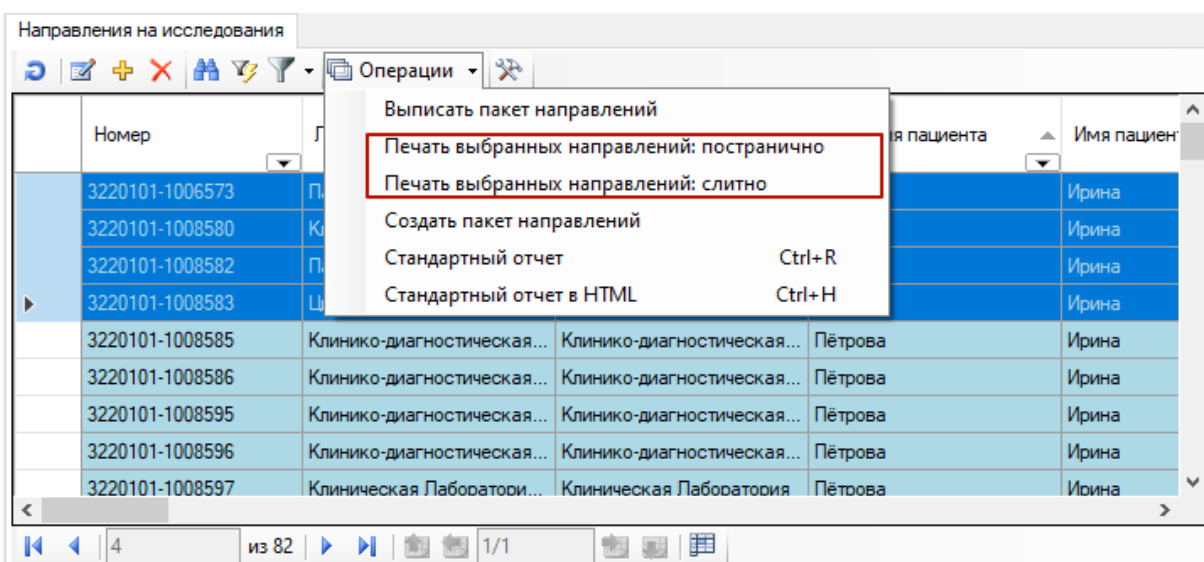 Направления на исследования
Операции
Выписать пакет направлений
Печать выбранных направлений: постранично
Печать выбранных направлений: слитно
Создать пакет направлений
Стандартный отчет Ctrl+R
Стандартный отчет в HTML Ctrl+H
Номер пациента Имя пациент
3220101-1006573 Ирина
3220101-1008580 Ирина
3220101-1008582 Ирина
3220101-1008583 Ирина
3220101-1008585 Клинико-диагностическая... Клинико-диагностическая... Пётрова Ирина
3220101-1008586 Клинико-диагностическая... Клинико-диагностическая... Пётрова Ирина
3220101-1008595 Клинико-диагностическая... Клинико-диагностическая... Пётрова Ирина
3220101-1008596 Клинико-диагностическая... Клинико-диагностическая... Пётрова Ирина
3220101-1008597 Клиническая Лаборатори... Клиническая Лаборатория Пётрова Ирина
4 из 82 1/1